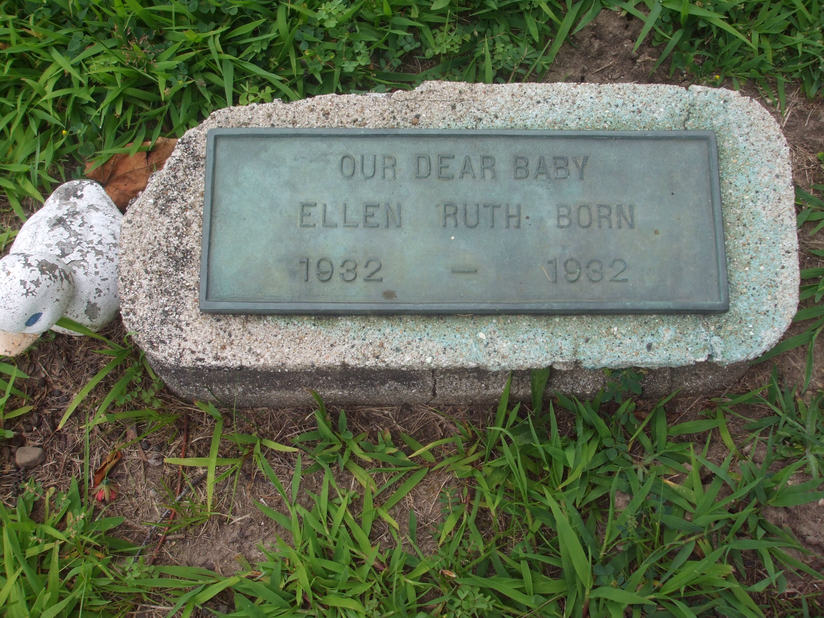 OUR DEAR BABY
ELLEN RUTH BORN
1932 — 1932